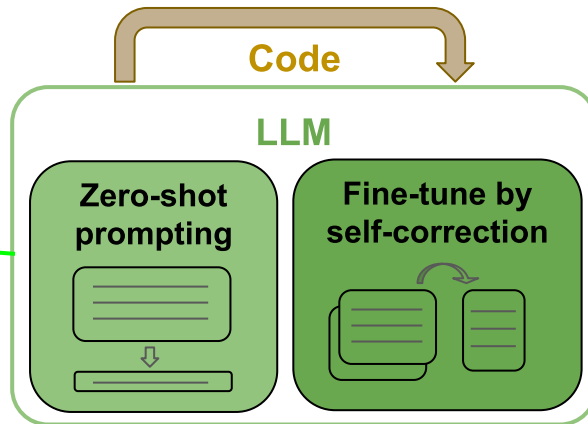 Code
LLM
Zero-shot
prompting
Fine-tune by
self-correction